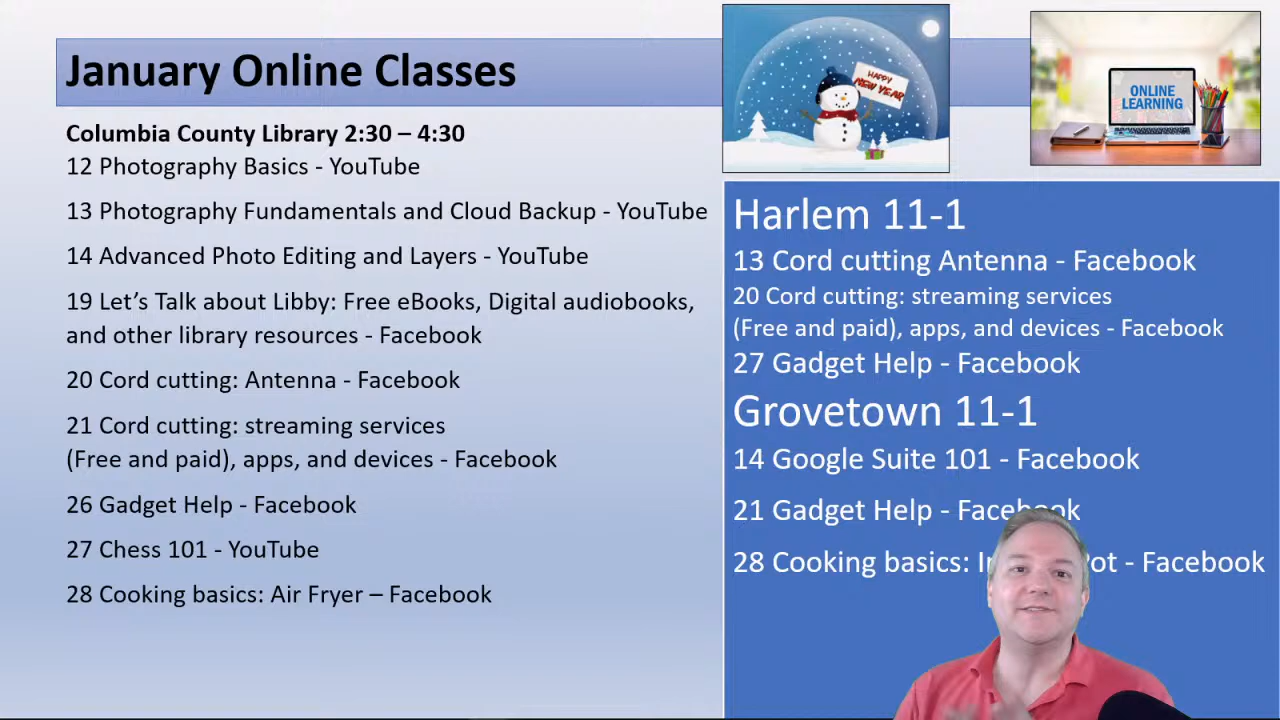 January Online Classes
Columbia County Library 2:30 – 4:30
12 Photography Basics - YouTube
13 Photography Fundamentals and Cloud Backup - YouTube
14 Advanced Photo Editing and Layers - YouTube
19 Let’s Talk about Libby: Free eBooks, Digital audiobooks,
and other library resources - Facebook
20 Cord cutting: Antenna - Facebook
21 Cord cutting: streaming services
(Free and paid), apps, and devices - Facebook
26 Gadget Help - Facebook
27 Chess 101 - YouTube
28 Cooking basics: Air Fryer – Facebook
HAPPY
NEW YEAR
ONLINE
LEARNING
Harlem 11-1
13 Cord cutting Antenna - Facebook
20 Cord cutting: streaming services
(Free and paid), apps, and devices - Facebook
27 Gadget Help - Facebook
Grovetown 11-1
14 Google Suite 101 - Facebook
21 Gadget Help - Facebook
28 Cooking basics: - Facebook